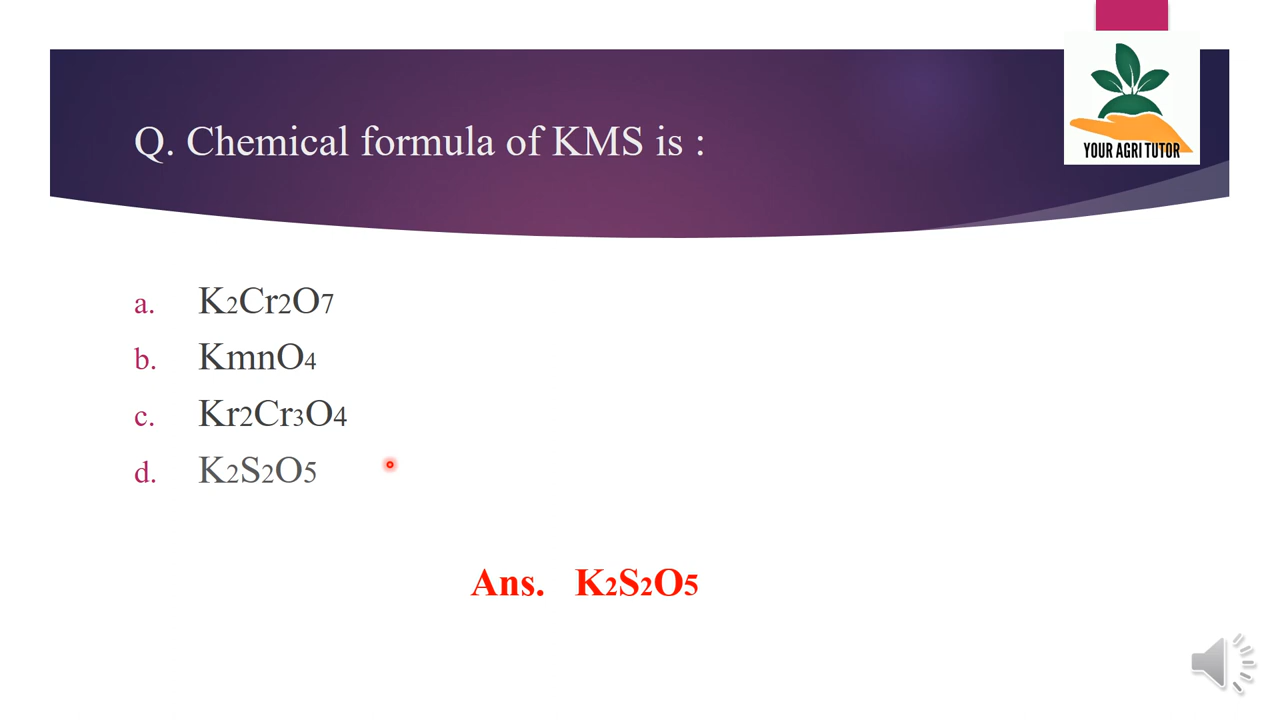 Q. Chemical formula of KMS is :
YOUR AGRI TUTOR
a. K2Cr2O7
b. KmnO4
c. Kr2Cr3O4
d. K2S2O5
Ans. K2S2O5